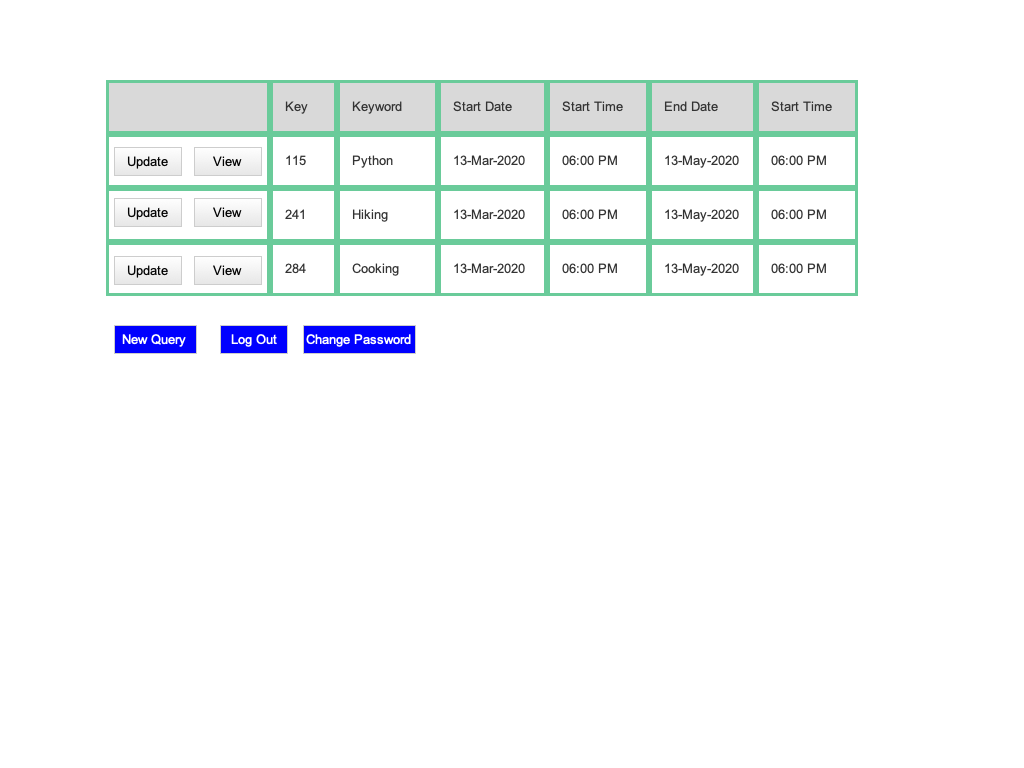 Key Keyword Start Date Start Time End Date Start Time
Update View 115 Python 13-Mar-2020 06:00 PM 13-May-2020 06:00 PM
Update View 241 Hiking 13-Mar-2020 06:00 PM 13-May-2020 06:00 PM
Update View 284 Cooking 13-Mar-2020 06:00 PM 13-May-2020 06:00 PM
New Query Log Out Change Password